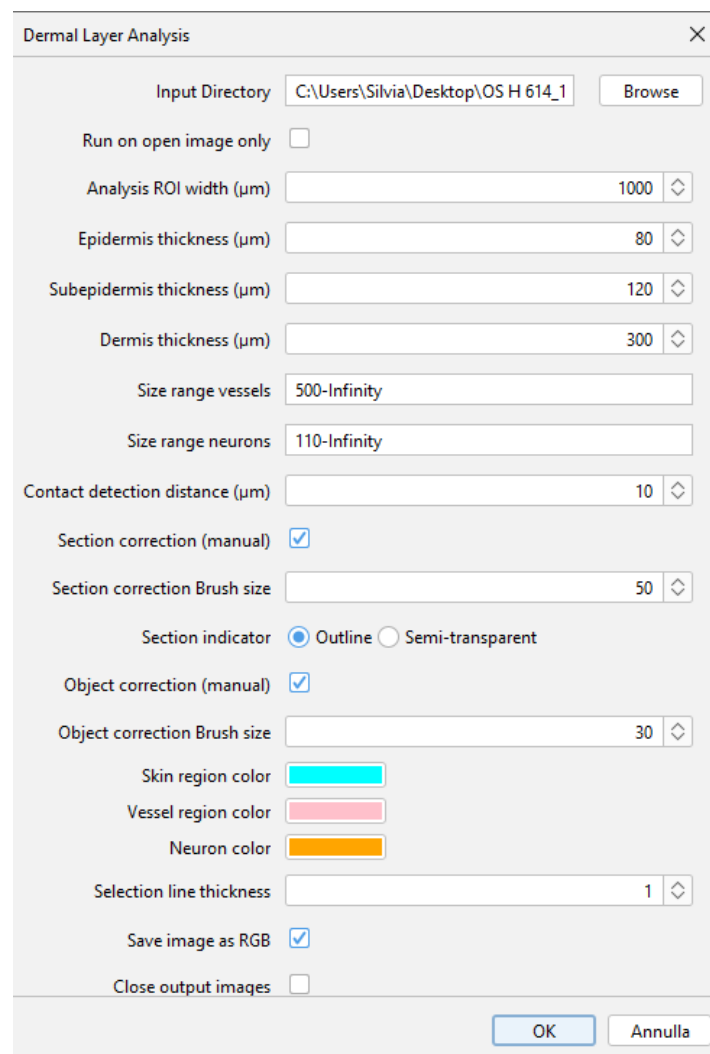 Dermal Layer Analysis
Input Directory C:\Users\Silvia\Desktop\OS H 614_1 Browse
Run on open image only
Analysis ROI width (µm) 1000
Epidermis thickness (µm) 80
Subepidermis thickness (µm) 120
Dermis thickness (µm) 300
Size range vessels 500-Infinity
Size range neurons 110-Infinity
Contact detection distance (µm) 10
Section correction (manual)
Section correction Brush size 50
Section indicator Outline Semi-transparent
Object correction (manual)
Object correction Brush size 30
Skin region color
Vessel region color
Neuron color
Selection line thickness 1
Save image as RGB
Close output images
OK Annulla